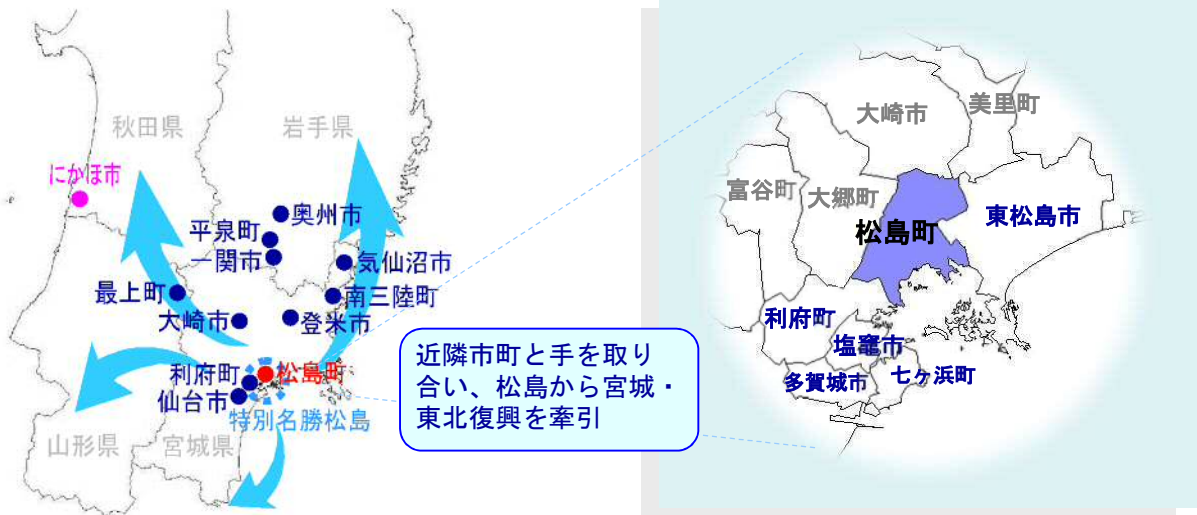 秋田県
岩手県
にかほ市
奥州市
平泉町
一関市
気仙沼市
最上町
南三陸町
大崎市
登米市
利府町
松島町
仙台市
特別名勝松島
山形県
宮城県
近隣市町と手を取り
合い、松島から宮城・
東北復興を牽引
大崎市
美里町
富谷町
大郷町
東松島市
松島町
利府町
塩竈市
多賀城市
七ヶ浜町